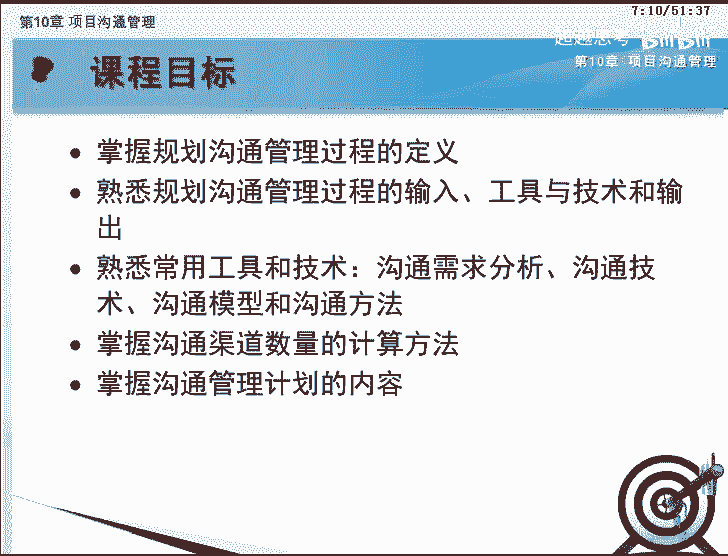 7:10/51:37
第10章 项目沟通管理
bilibili
第10章:项目沟通管理
课程目标
• 掌握规划沟通管理过程的定义
• 熟悉规划沟通管理过程的输入、工具与技术和输
出
• 熟悉常用工具和技术：沟通需求分析、沟通技
术、沟通模型和沟通方法
• 掌握沟通渠道数量的计算方法
• 掌握沟通管理计划的内容